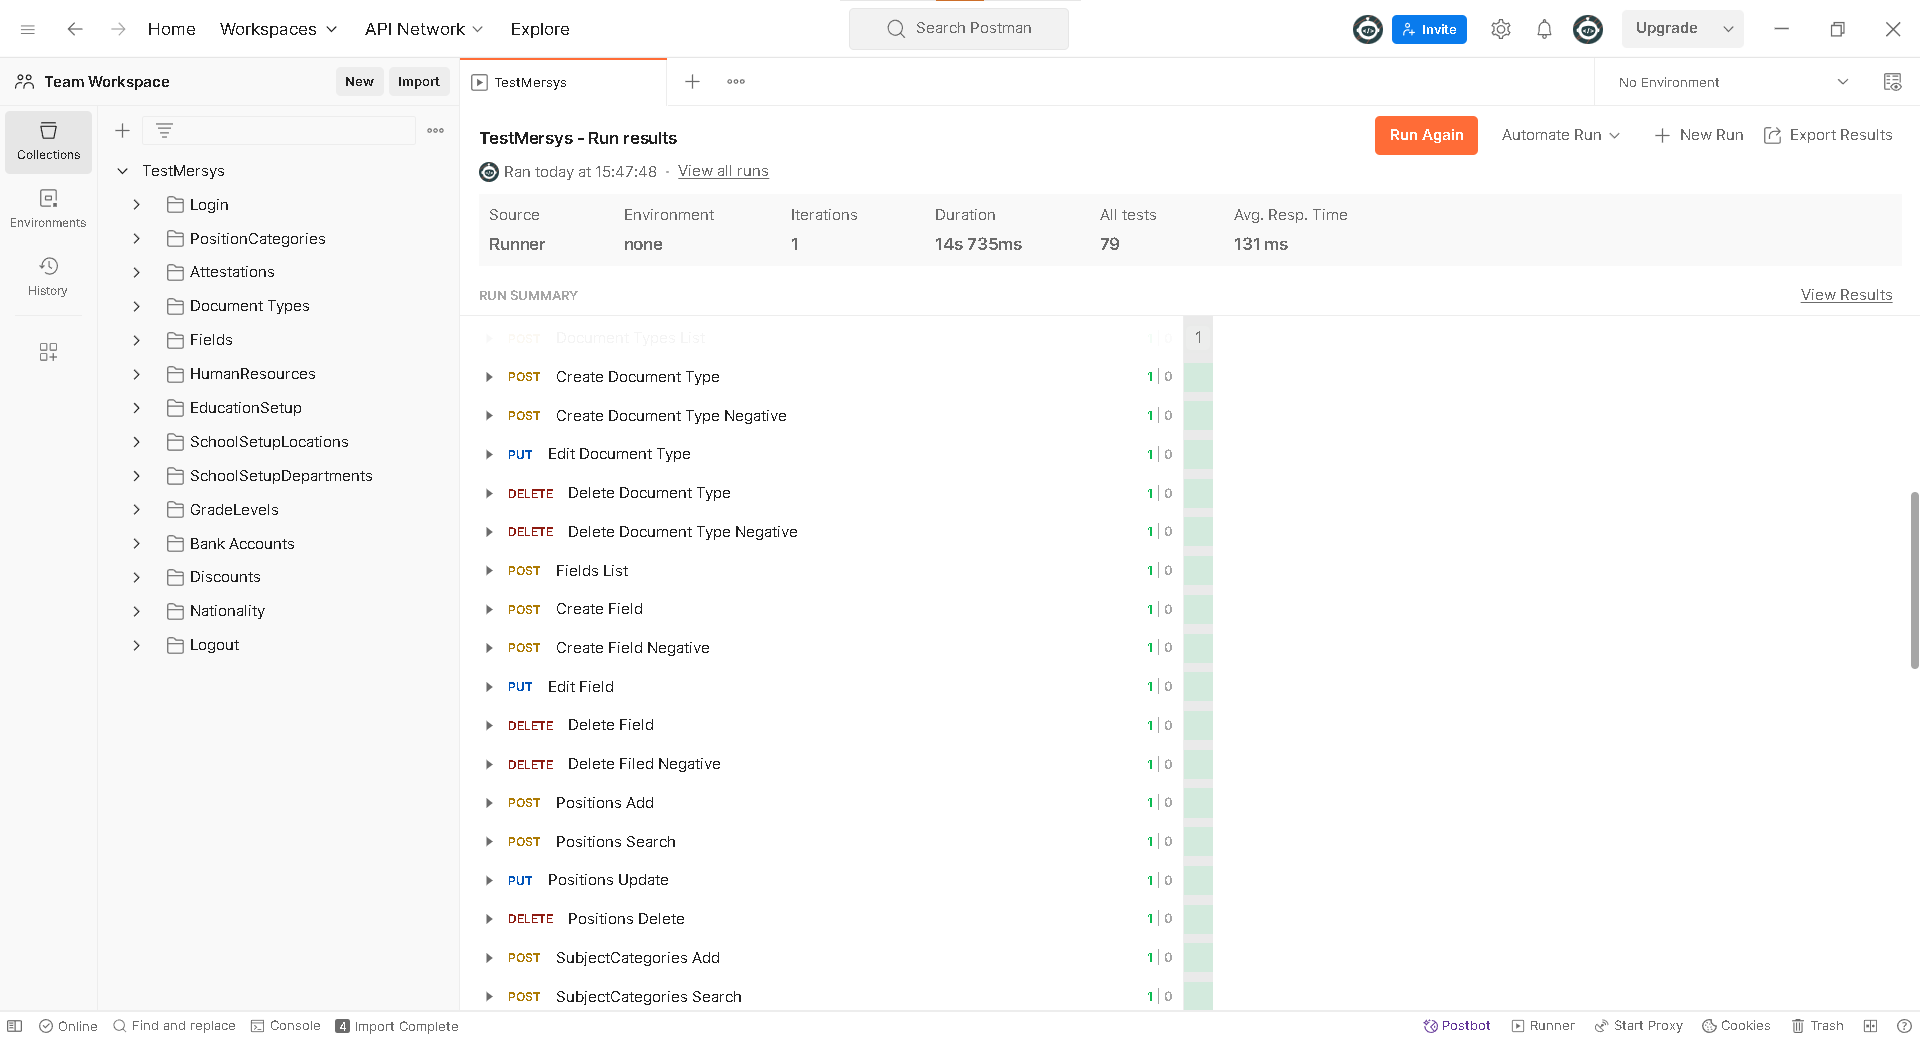 Home Workspaces API Network Explore Search Postman Invite Upgrade
Team Workspace New Import TestMersys No Environment
Collections
Environments
History
TestMersys
Login
PositionCategories
Attestations
Document Types
Fields
HumanResources
EducationSetup
SchoolSetupLocations
SchoolSetupDepartments
GradeLevels
Bank Accounts
Discounts
Nationality
Logout
TestMersys - Run results
Run Again Automate Run New Run Export Results
Ran today at 15:47:48 · View all runs
Source Environment Iterations Duration All tests Avg. Resp. Time
Runner none 1 14s 735ms 79 131 ms
RUN SUMMARY View Results
POST Document Types List 1 | 0 1
POST Create Document Type 1 | 0
POST Create Document Type Negative 1 | 0
PUT Edit Document Type 1 | 0
DELETE Delete Document Type 1 | 0
DELETE Delete Document Type Negative 1 | 0
POST Fields List 1 | 0
POST Create Field 1 | 0
POST Create Field Negative 1 | 0
PUT Edit Field 1 | 0
DELETE Delete Field 1 | 0
DELETE Delete Filed Negative 1 | 0
POST Positions Add 1 | 0
POST Positions Search 1 | 0
PUT Positions Update 1 | 0
DELETE Positions Delete 1 | 0
POST SubjectCategories Add 1 | 0
POST SubjectCategories Search 1 | 0
Online Find and replace Console 4 Import Complete Postbot Runner Start Proxy Cookies Trash